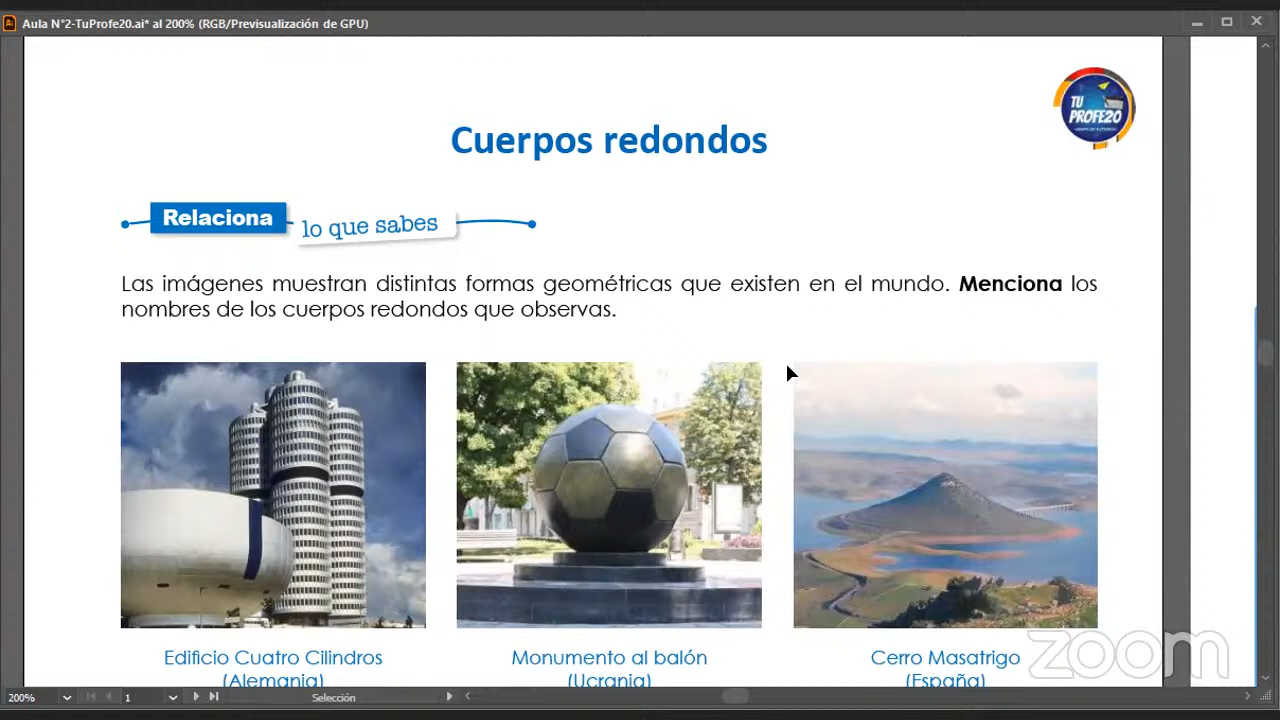 Aula N°2-TuProfe20.ai* al 200% (RGB/Previsualización de GPU)
TU
PROFE20
Cuerpos redondos
Relaciona lo que sabes
Las imágenes muestran distintas formas geométricas que existen en el mundo. Menciona los
nombres de los cuerpos redondos que observas.
Edificio Cuatro Cilindros
(Alemania)
Monumento al balón
(Ucrania)
Cerro Masatrigo
(España)
zoom
200%
1
Selección